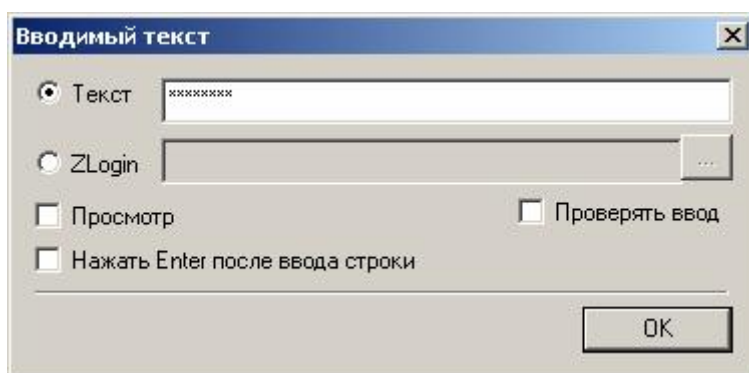 Вводимый текст
Текст ********
ZLogin ...
Просмотр Проверять ввод
Нажать Enter после ввода строки
OK